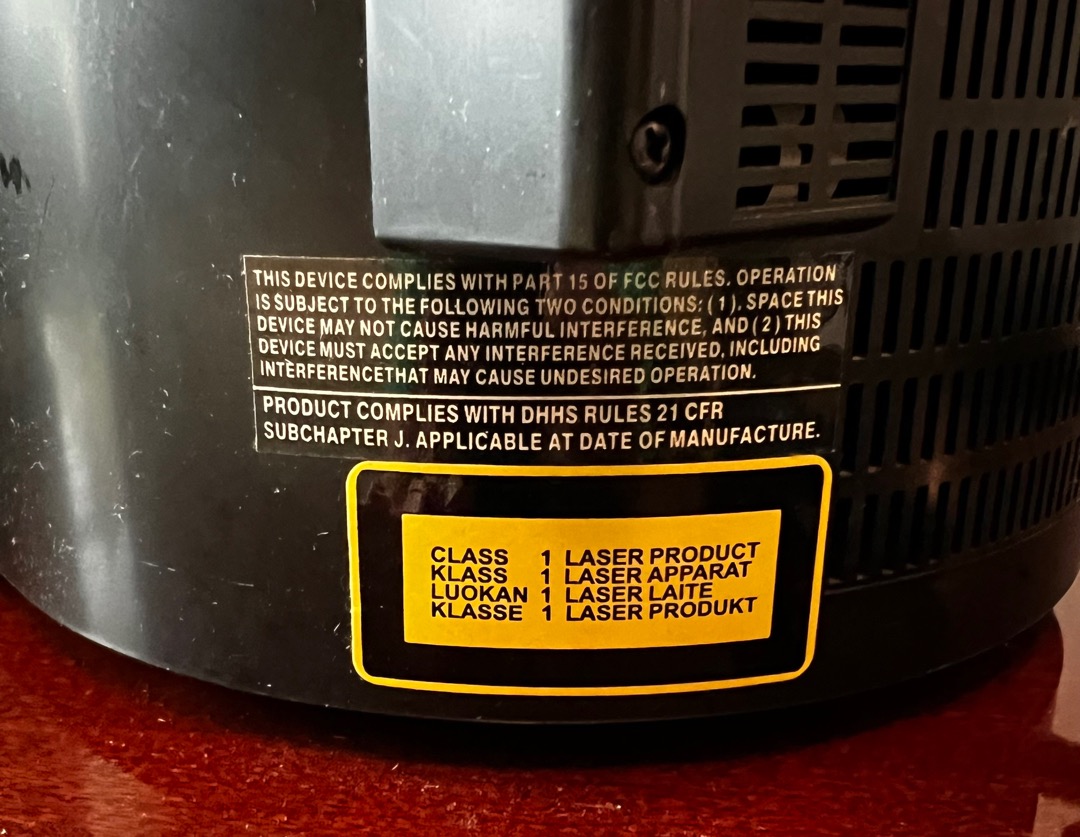 THIS DEVICE COMPLIES WITH PART 15 OF FCC RULES. OPERATION
IS SUBJECT TO THE FOLLOWING TWO CONDITIONS: (1). SPACE THIS
DEVICE MAY NOT CAUSE HARMFUL INTERFERENCE, AND (2) THIS
DEVICE MUST ACCEPT ANY INTERFERENCE RECEIVED, INCLUDING
INTERFERENCETHAT MAY CAUSE UNDESIRED OPERATION.
PRODUCT COMPLIES WITH DHHS RULES 21 CFR
SUBCHAPTER J. APPLICABLE AT DATE OF MANUFACTURE.
CLASS 1 LASER PRODUCT
KLASS 1 LASER APPARAT
LUOKAN 1 LASER LAITE
KLASSE 1 LASER PRODUKT